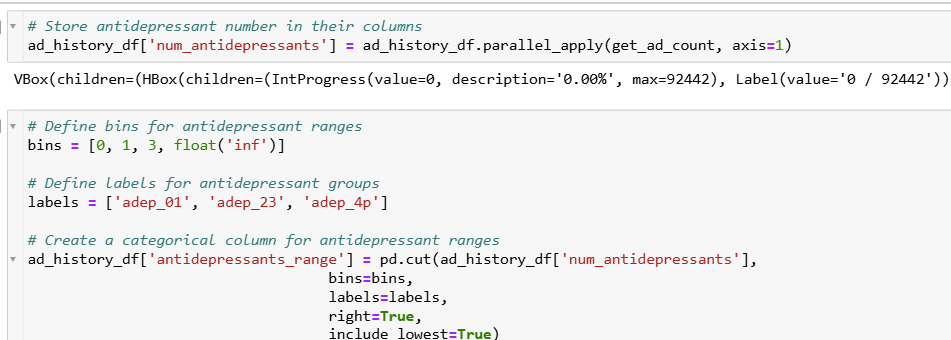 # Store antidepressant number in their columns
ad_history_df['num_antidepressants'] = ad_history_df.parallel_apply(get_ad_count, axis=1)
VBox(children=(HBox(children=(IntProgress(value=0, description='0.00%', max=92442), Label(value='0 / 92442'))
# Define bins for antidepressant ranges
bins = [0, 1, 3, float('inf')]
# Define labels for antidepressant groups
labels = ['adep_01', 'adep_23', 'adep_4p']
# Create a categorical column for antidepressant ranges
ad_history_df['antidepressants_range'] = pd.cut(ad_history_df['num_antidepressants'],
bins=bins,
labels=labels,
right=True,
include_lowest=True)